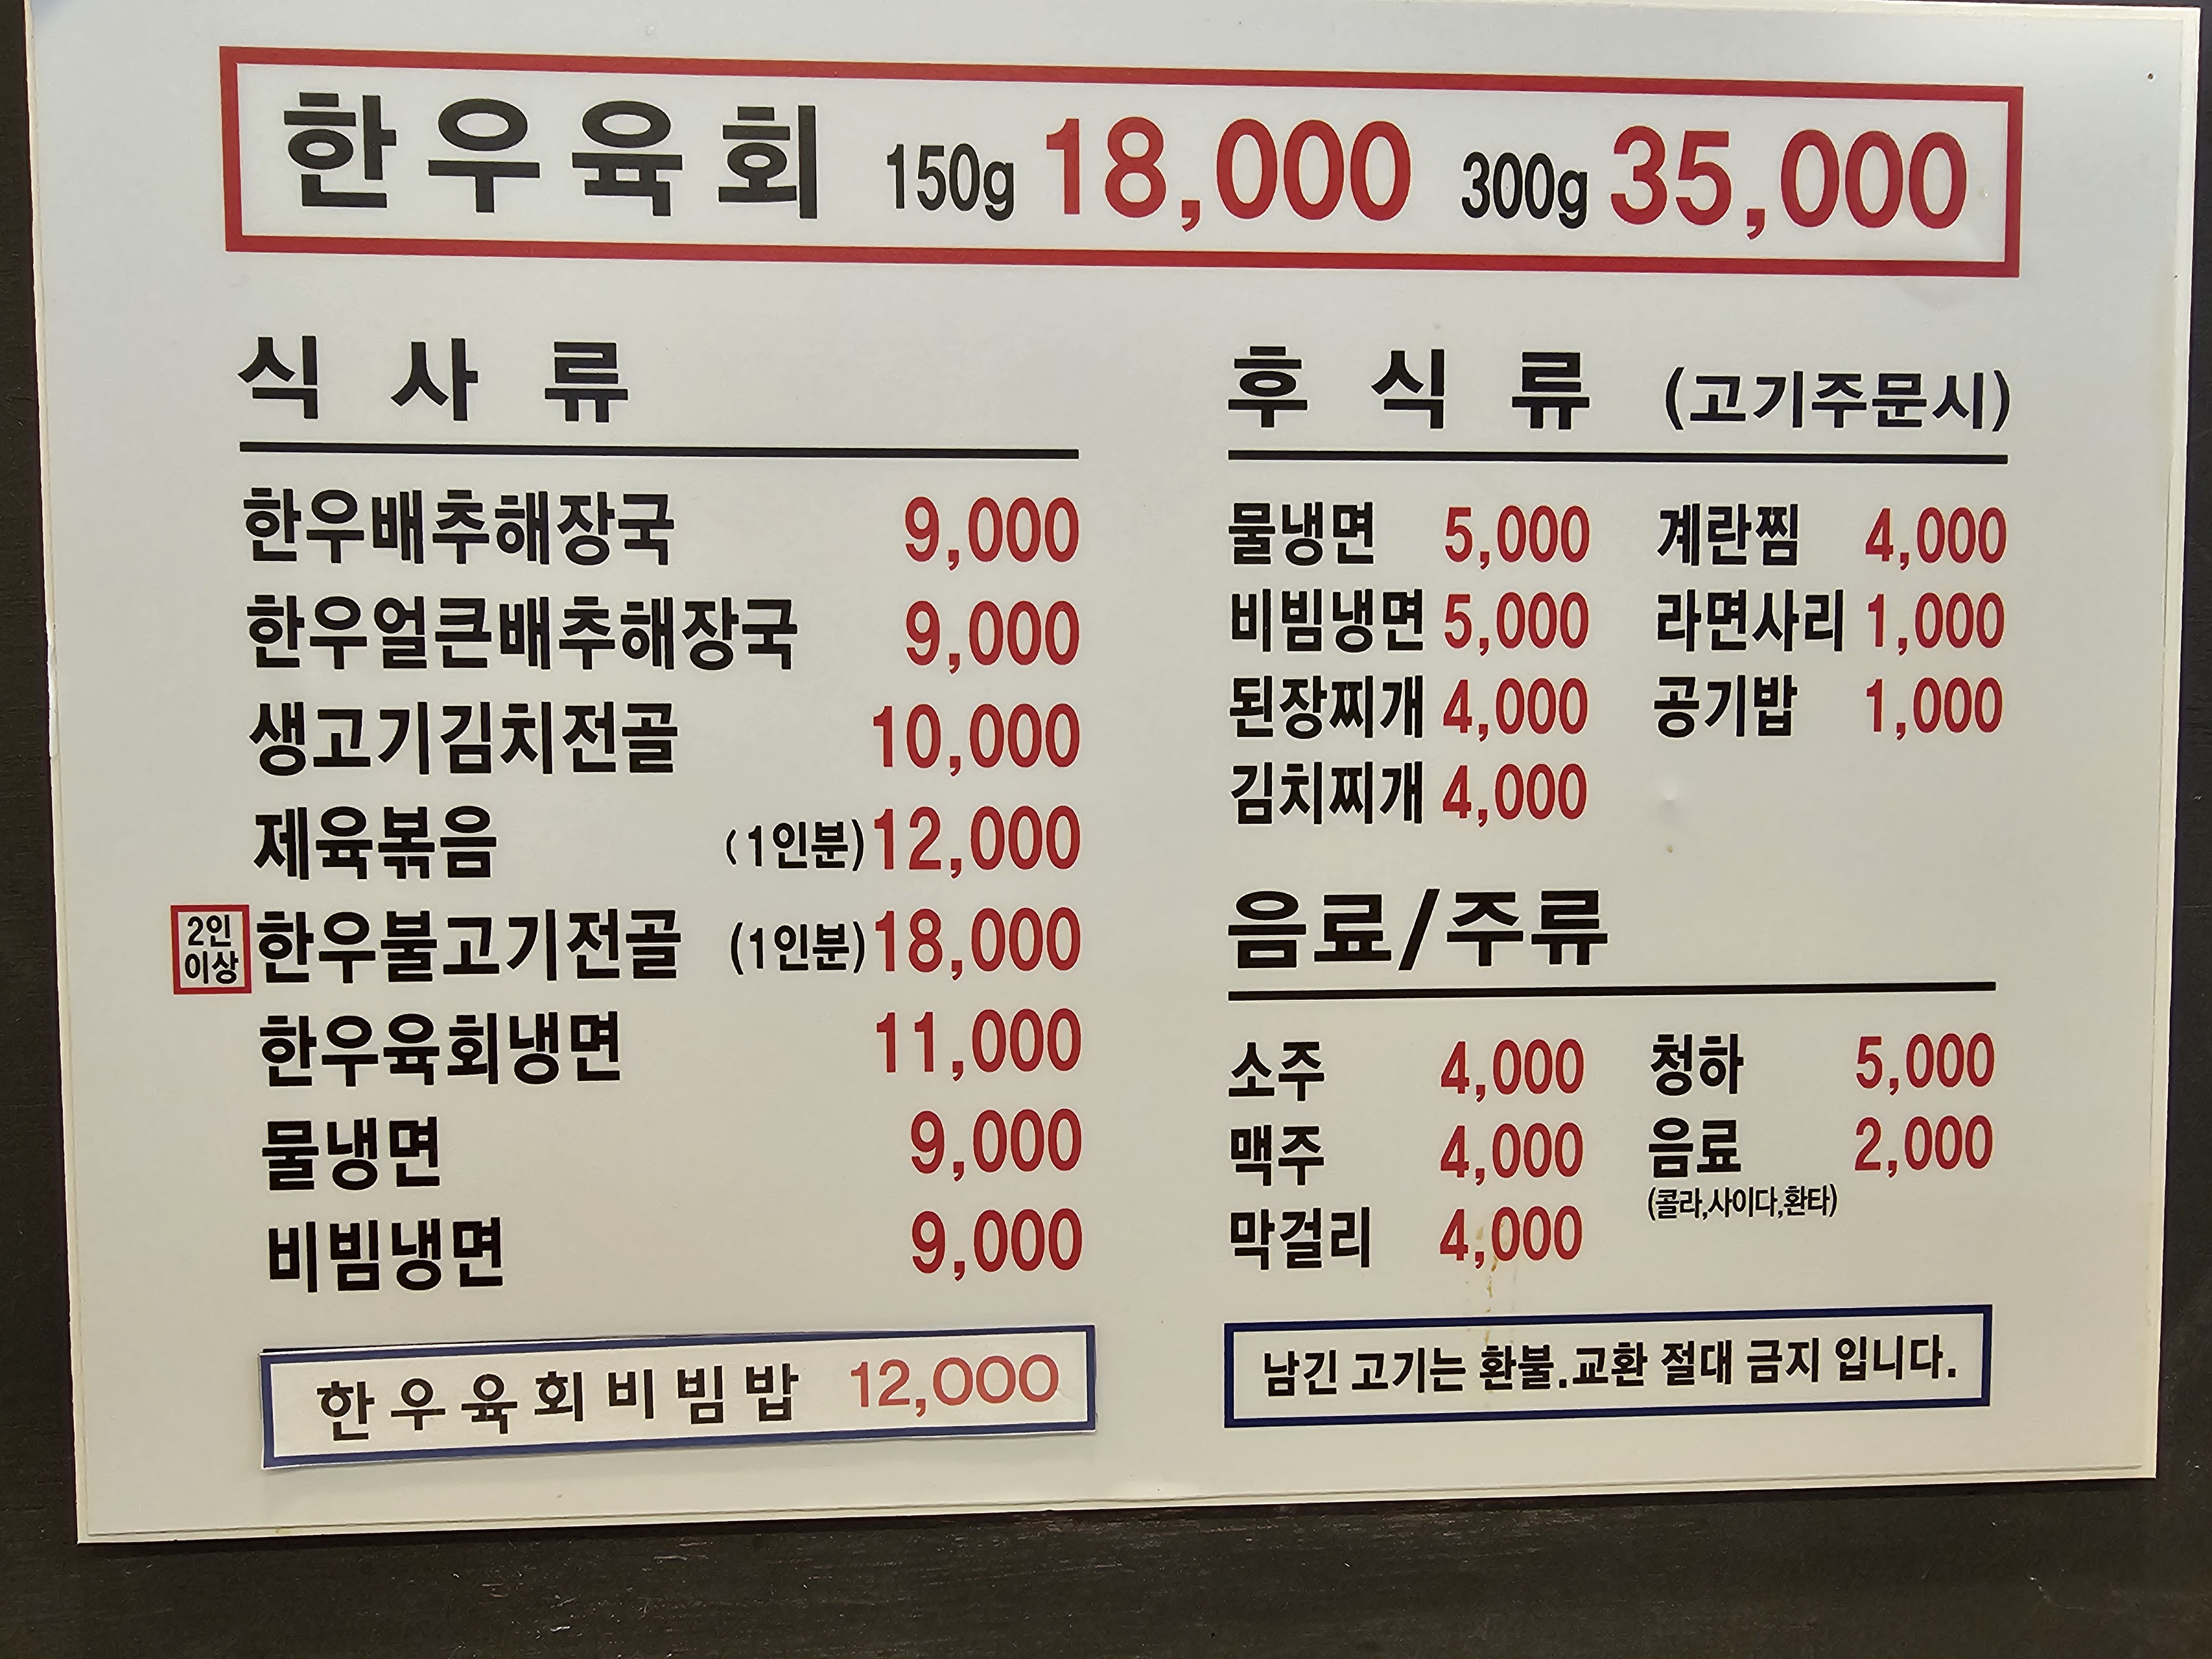 한우육회 150g 18,000 300g 35,000
식사류
한우배추해장국 9,000
한우얼큰배추해장국 9,000
생고기김치전골 10,000
제육볶음 (1인분) 12,000
2인
이상
한우불고기전골 (1인분) 18,000
한우육회냉면 11,000
물냉면 9,000
비빔냉면 9,000
한우육회비빔밥 12,000
후식류 (고기주문시)
물냉면 5,000 계란찜 4,000
비빔냉면 5,000 라면사리 1,000
된장찌개 4,000 공기밥 1,000
김치찌개 4,000
음료/주류
소주 4,000 청하 5,000
맥주 4,000 음료 2,000
(콜라,사이다,환타)
막걸리 4,000
남긴 고기는 환불.교환 절대 금지 입니다.